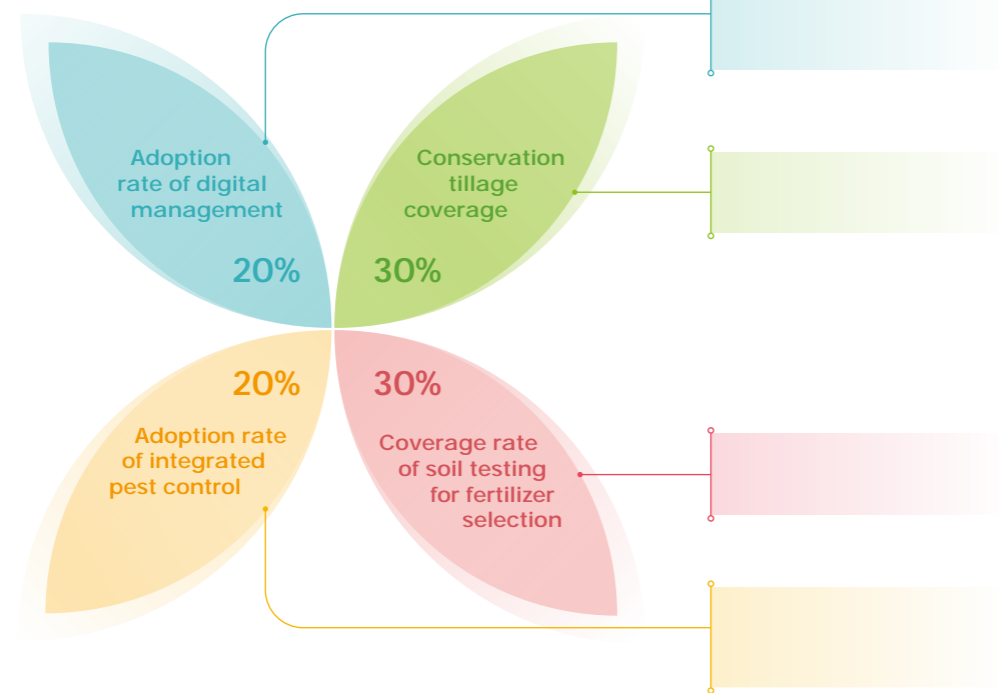 Adoption
rate of digital
management
20%
Conservation
tillage
coverage
30%
20%
Adoption rate
of integrated
pest control
30%
Coverage rate
of soil testing
for fertilizer
selection